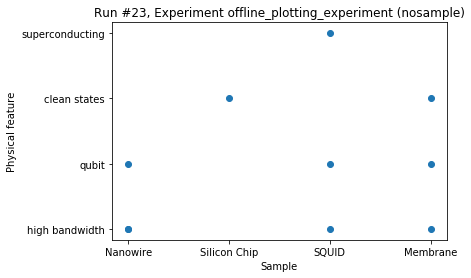 Run #23, Experiment offline_plotting_experiment (nosample)
superconducting
clean states
qubit
high bandwidth
Physical feature
Nanowire Silicon Chip SQUID Membrane
Sample